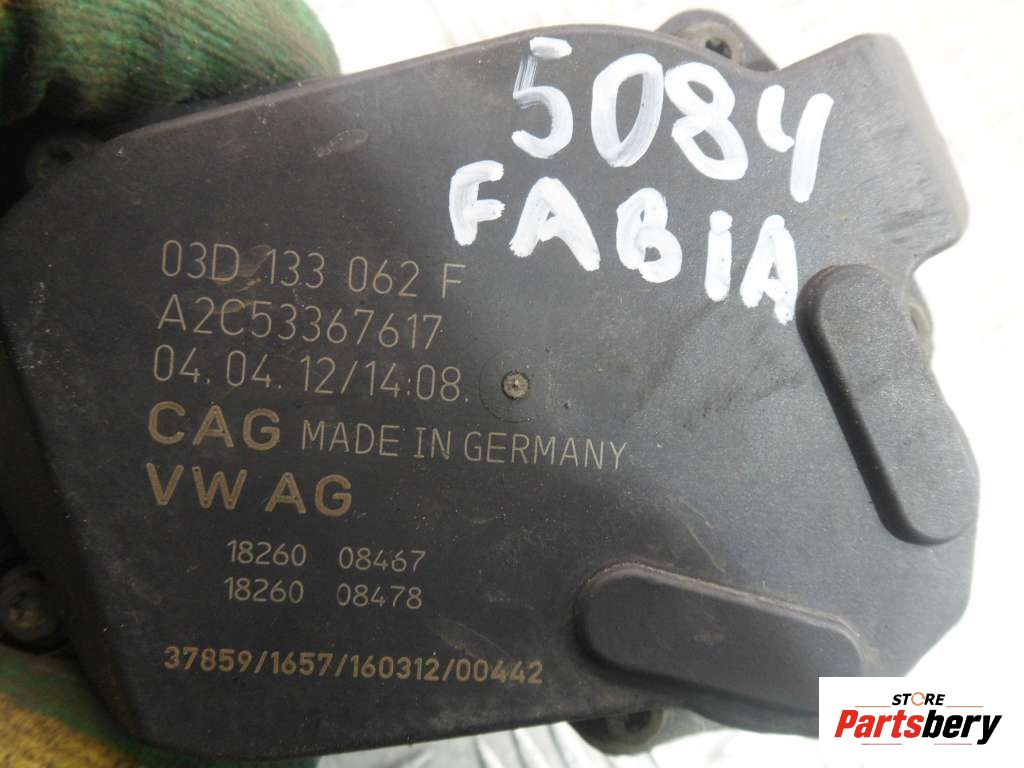 5084
FABiA
03D 133 062 F
A2C53367617
04.04.12/14:08.
CAG MADE IN GERMANY
VW AG
18260 08467
18260 08478
37859/1657/160312/00442
STORE
Partsbery